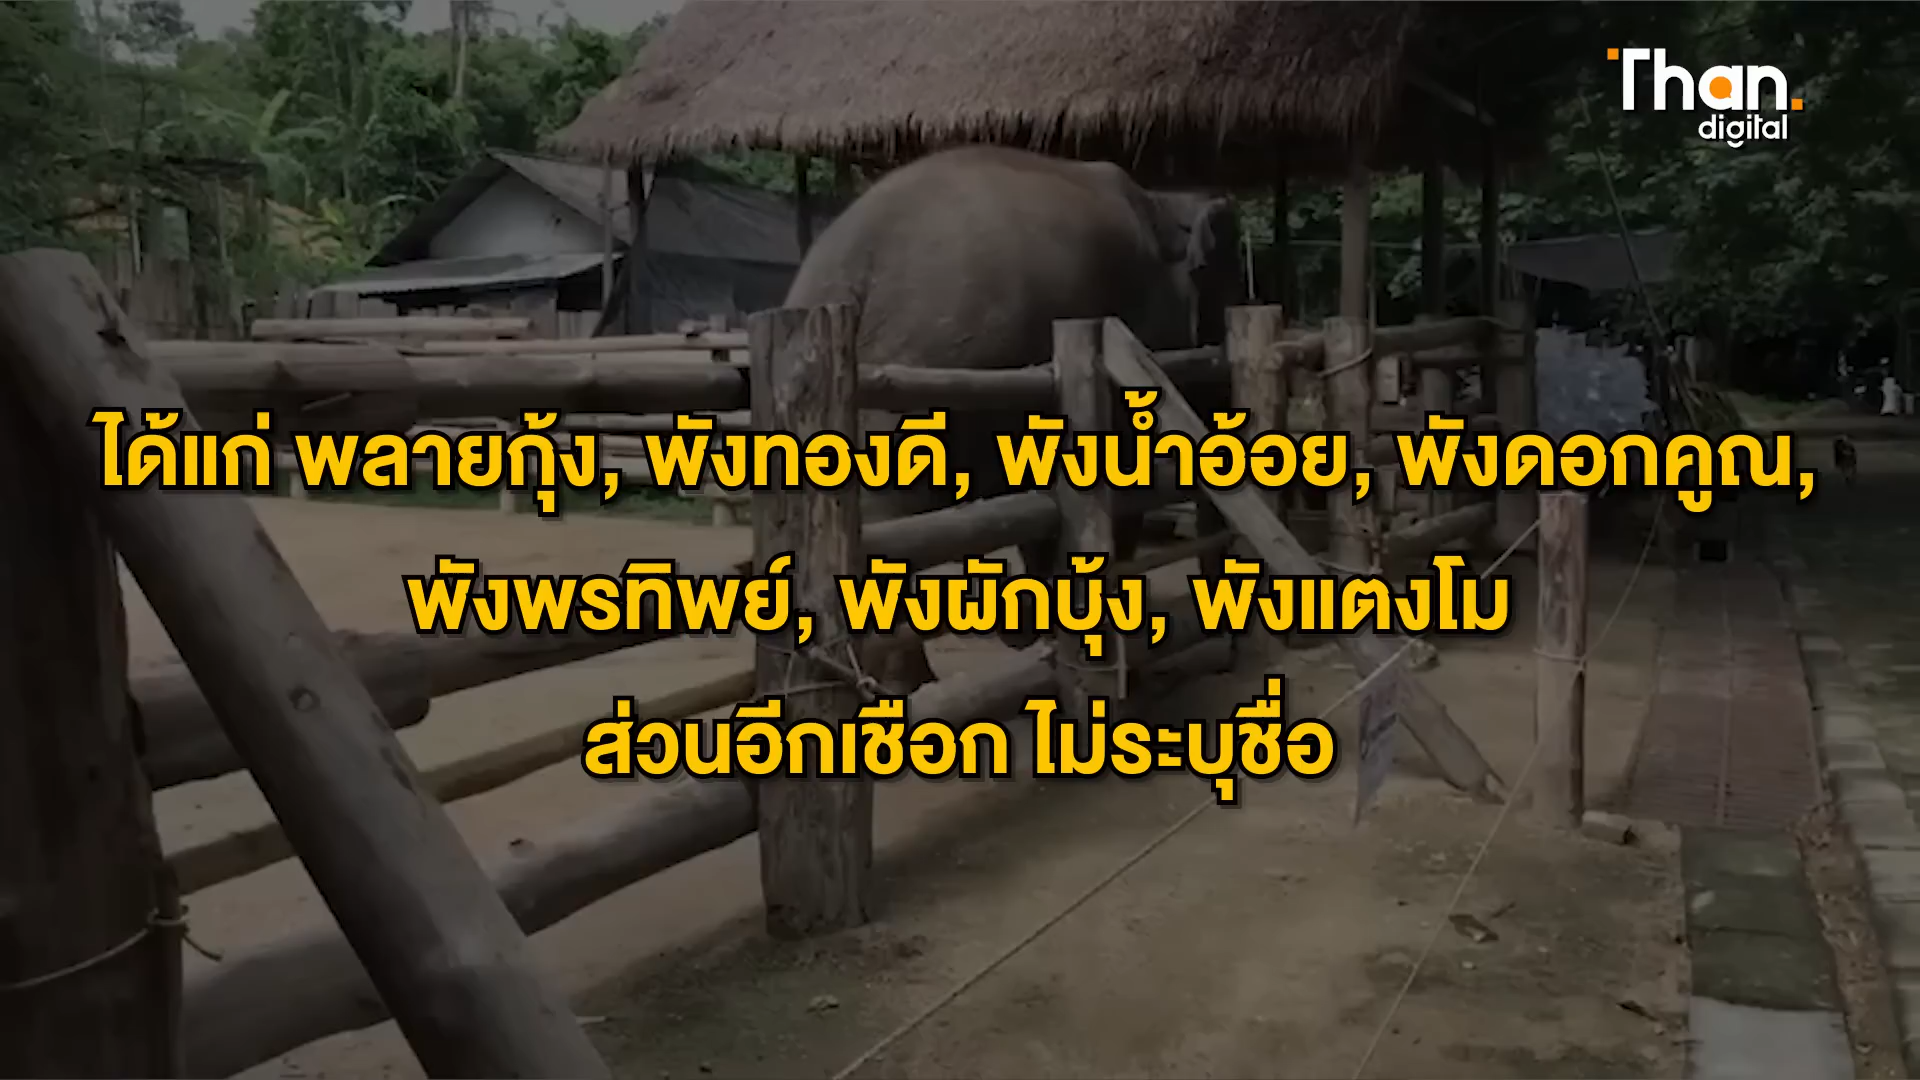 Than.
digital
ได้แก่ พลายกุ้ง, พังทองดี, พังน้ำอ้อย, พังดอกคูณ,
พังพรทิพย์, พังผักบุ้ง, พังแตงโม
ส่วนอีกเชือก ไม่ระบุชื่อ